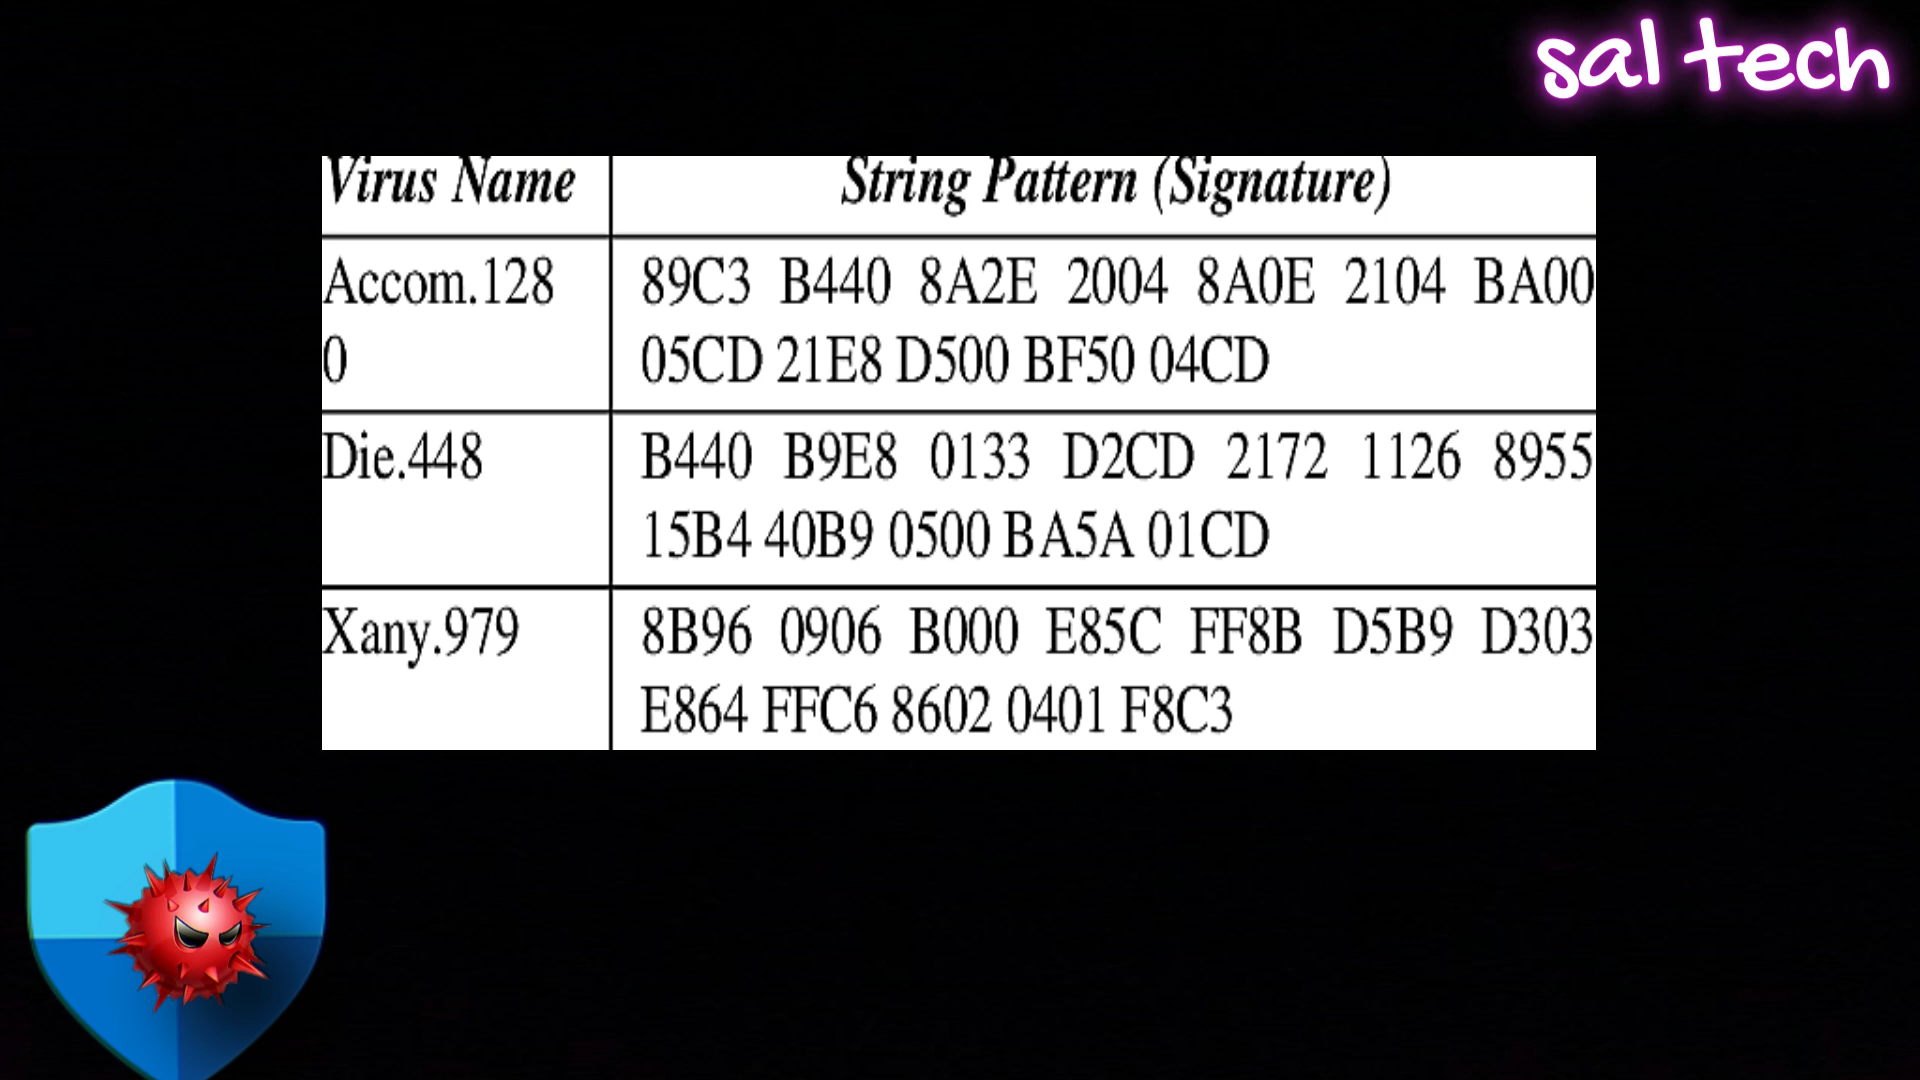 sal tech
Virus Name String Pattern (Signature)
Accom.128 89C3 B440 8A2E 2004 8A0E 2104 BA00
0 05CD 21E8 D500 BF50 04CD
Die.448 B440 B9E8 0133 D2CD 2172 1126 8955
15B4 40B9 0500 BA5A 01CD
Xany.979 8B96 0906 B000 E85C FF8B D5B9 D303
E864 FFC6 8602 0401 F8C3